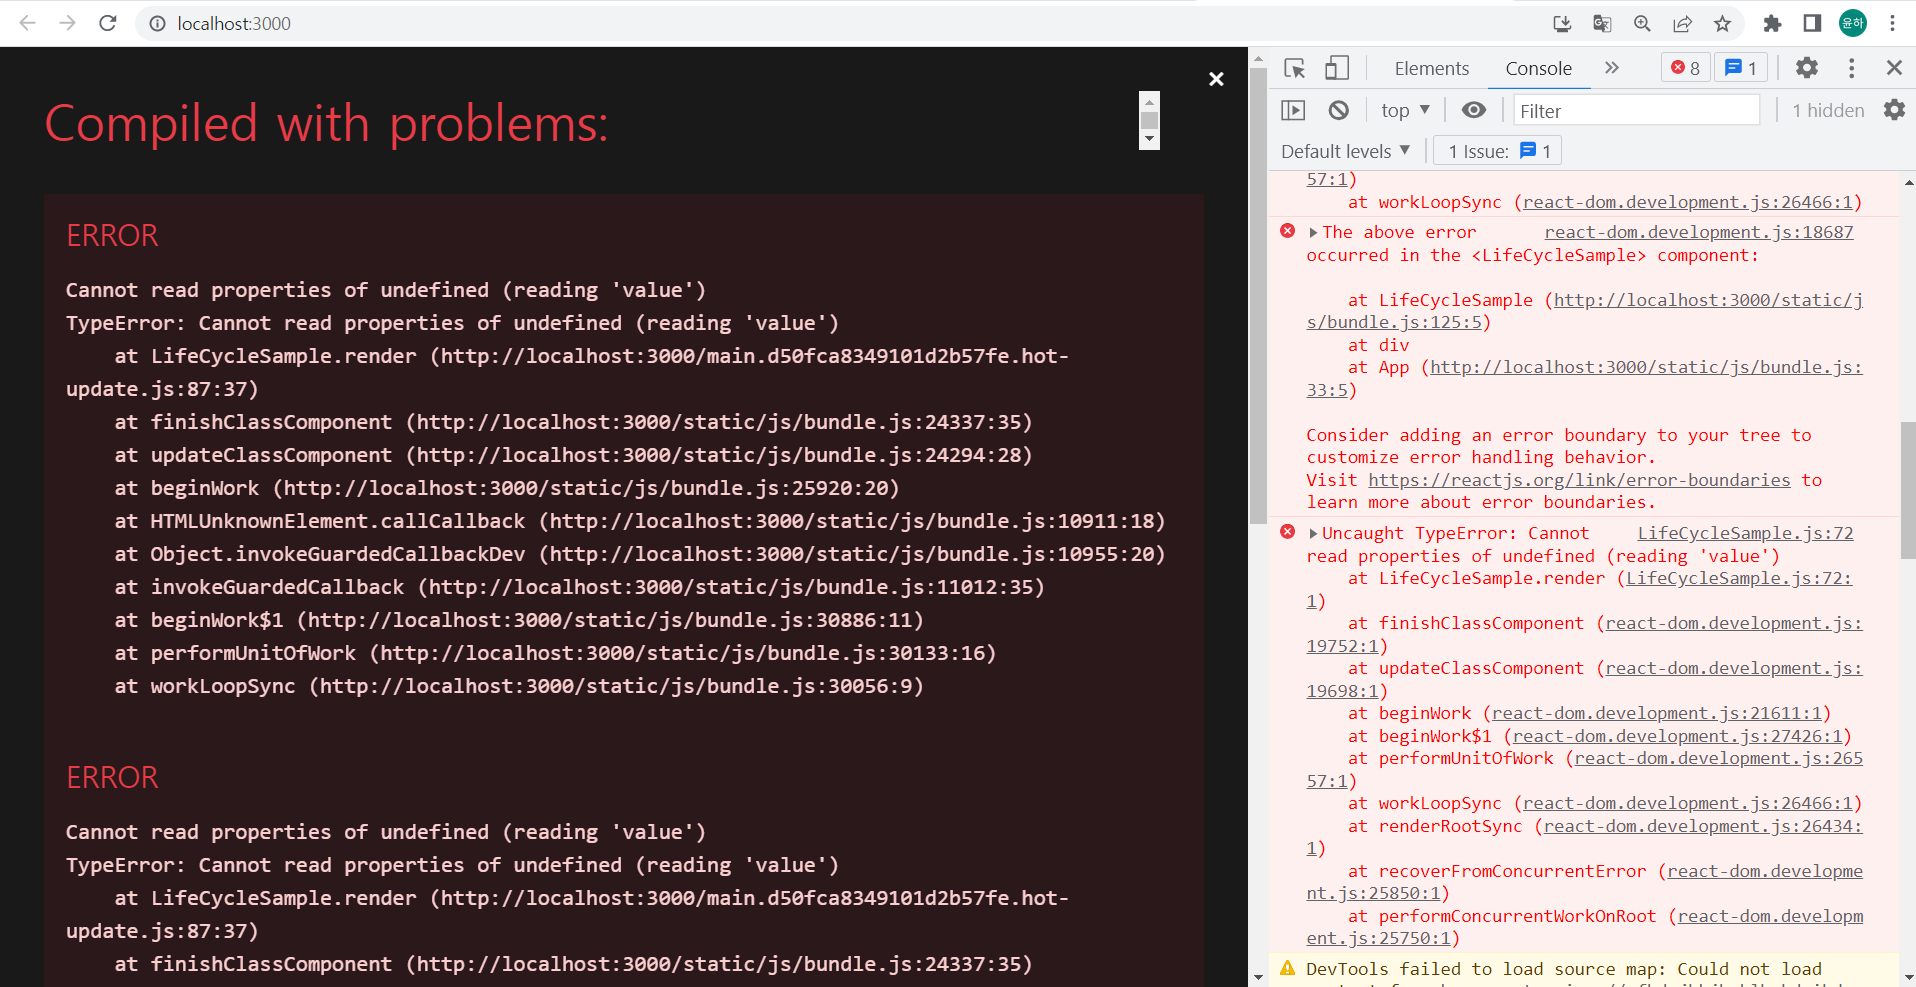 localhost:3000
윤하
Compiled with problems:
ERROR
Cannot read properties of undefined (reading 'value')
TypeError: Cannot read properties of undefined (reading 'value')
    at LifeCycleSample.render (http://localhost:3000/main.d50fca8349101d2b57fe.hot-
update.js:87:37)
    at finishClassComponent (http://localhost:3000/static/js/bundle.js:24337:35)
    at updateClassComponent (http://localhost:3000/static/js/bundle.js:24294:28)
    at beginWork (http://localhost:3000/static/js/bundle.js:25920:20)
    at HTMLUnknownElement.callCallback (http://localhost:3000/static/js/bundle.js:10911:18)
    at Object.invokeGuardedCallbackDev (http://localhost:3000/static/js/bundle.js:10955:20)
    at invokeGuardedCallback (http://localhost:3000/static/js/bundle.js:11012:35)
    at beginWork$1 (http://localhost:3000/static/js/bundle.js:30886:11)
    at performUnitOfWork (http://localhost:3000/static/js/bundle.js:30133:16)
    at workLoopSync (http://localhost:3000/static/js/bundle.js:30056:9)
ERROR
Cannot read properties of undefined (reading 'value')
TypeError: Cannot read properties of undefined (reading 'value')
    at LifeCycleSample.render (http://localhost:3000/main.d50fca8349101d2b57fe.hot-
update.js:87:37)
    at finishClassComponent (http://localhost:3000/static/js/bundle.js:24337:35)
Elements Console 8 1
top Filter 1 hidden
Default levels 1 Issue: 1
57:1)
    at workLoopSync (react-dom.development.js:26466:1)
The above error react-dom.development.js:18687
occurred in the <LifeCycleSample> component:
    at LifeCycleSample (http://localhost:3000/static/j
s/bundle.js:125:5)
    at div
    at App (http://localhost:3000/static/js/bundle.js:
33:5)
Consider adding an error boundary to your tree to
customize error handling behavior.
Visit https://reactjs.org/link/error-boundaries to
learn more about error boundaries.
Uncaught TypeError: Cannot LifeCycleSample.js:72
read properties of undefined (reading 'value')
    at LifeCycleSample.render (LifeCycleSample.js:72:
1)
    at finishClassComponent (react-dom.development.js:
19752:1)
    at updateClassComponent (react-dom.development.js:
19698:1)
    at beginWork (react-dom.development.js:21611:1)
    at beginWork$1 (react-dom.development.js:27426:1)
    at performUnitOfWork (react-dom.development.js:265
57:1)
    at workLoopSync (react-dom.development.js:26466:1)
    at renderRootSync (react-dom.development.js:26434:
1)
    at recoverFromConcurrentError (react-dom.developme
nt.js:25850:1)
    at performConcurrentWorkOnRoot (react-dom.developm
ent.js:25750:1)
DevTools failed to load source map: Could not load